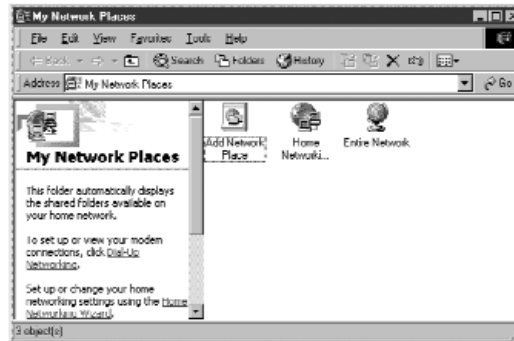 My Network Places
File Edit View Favorites Tools Help
Back Search Folders History
Address My Network Places Go
My Network Places
This folder automatically displays
the shared folders available on
your home network.
To set up or view your modem
connections, click Dial-Up
Networking.
Set up or change your home
networking settings using the Home
Networking Wizard.
Add Network
Place
Home
Networki...
Entire Network
3 object(s)